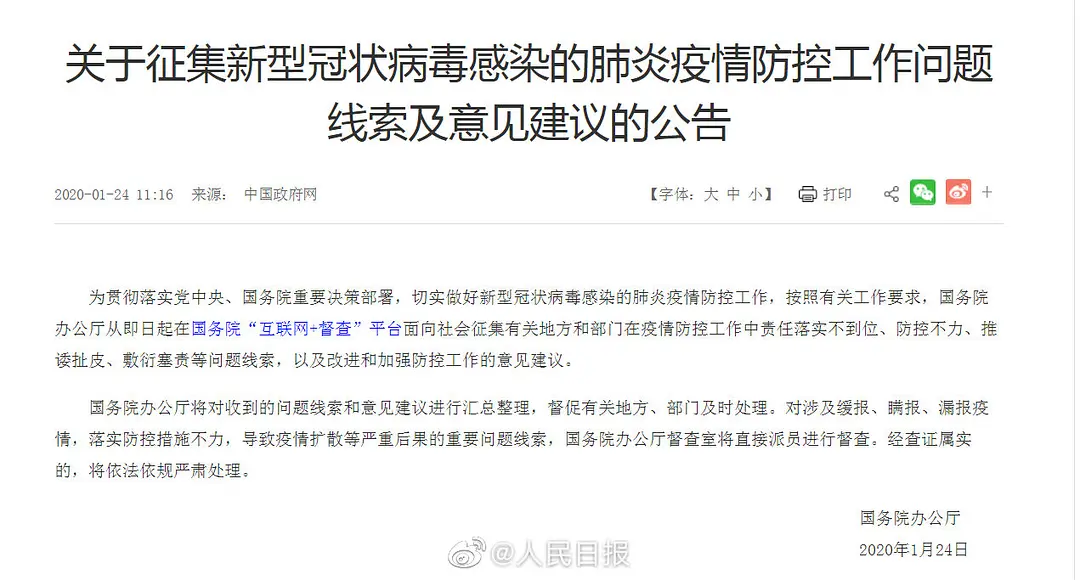 关于征集新型冠状病毒感染的肺炎疫情防控工作问题
线索及意见建议的公告
2020-01-24 11:16 来源： 中国政府网
【字体：大 中 小】 打印 +
为贯彻落实党中央、国务院重要决策部署，切实做好新型冠状病毒感染的肺炎疫情防控工作，按照有关工作要求，国务院
办公厅从即日起在国务院“互联网+督查”平台面向社会征集有关地方和部门在疫情防控工作中责任落实不到位、防控不力、推
诿扯皮、敷衍塞责等问题线索，以及改进和加强防控工作的意见建议。
国务院办公厅将对收到的问题线索和意见建议进行汇总整理，督促有关地方、部门及时处理。对涉及缓报、瞒报、漏报疫
情，落实防控措施不力，导致疫情扩散等严重后果的重要问题线索，国务院办公厅督查室将直接派员进行督查。经查证属实
的，将依法依规严肃处理。
国务院办公厅
2020年1月24日
@人民日报